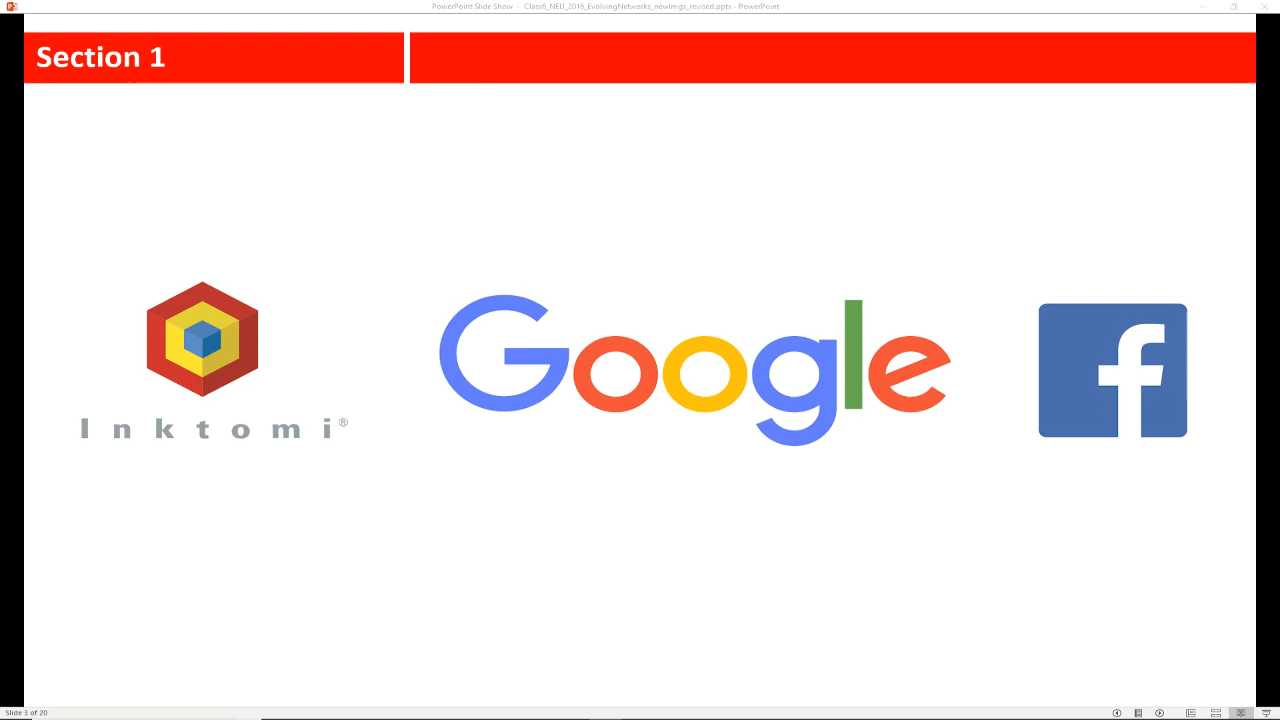 PowerPoint Slide Show - Class6_NEU_2016_EvolvingNetworks_newImgs_revised.pptx - PowerPoint
Section 1
Inktomi®
Google
f
Slide 3 of 20